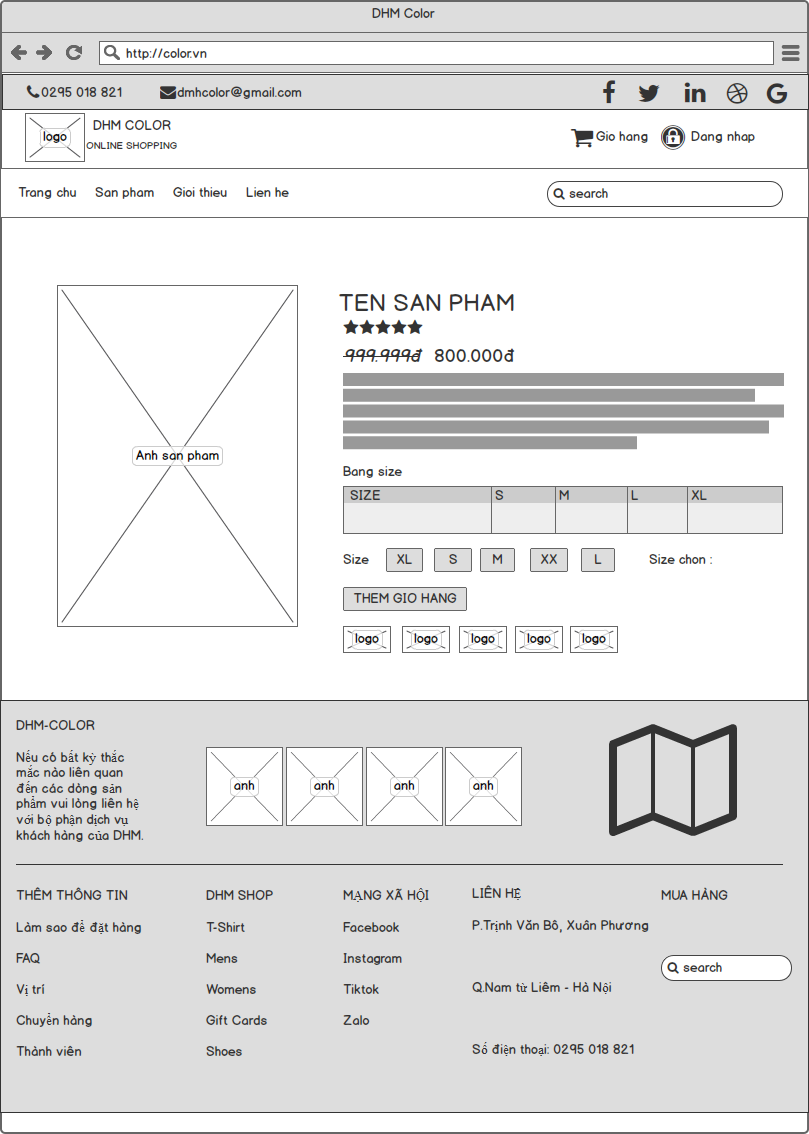 DHM Color
http://color.vn
0295 018 821
dmhcolor@gmail.com
logo
DHM COLOR
ONLINE SHOPPING
Gio hang
Dang nhap
Trang chu San pham Gioi thieu Lien he
search
Anh san pham
TEN SAN PHAM
999.999đ 800.000đ
Bang size
SIZE S M L XL
Size XL S M XX L Size chon :
THEM GIO HANG
logo logo logo logo logo
DHM-COLOR
Nếu có bất kỳ thắc
mắc nào liên quan
đến các dòng sản
phẩm vui lòng liên hệ
với bộ phận dịch vụ
khách hàng của DHM.
anh anh anh anh
THÊM THÔNG TIN
Làm sao để đặt hàng
FAQ
Vị trí
Chuyển hàng
Thành viên
DHM SHOP
T-Shirt
Mens
Womens
Gift Cards
Shoes
MẠNG XÃ HỘI
Facebook
Instagram
Tiktok
Zalo
LIÊN HỆ
P.Trịnh Văn Bô, Xuân Phương
Q.Nam từ Liêm - Hà Nội
Số điện thoại: 0295 018 821
MUA HÀNG
search